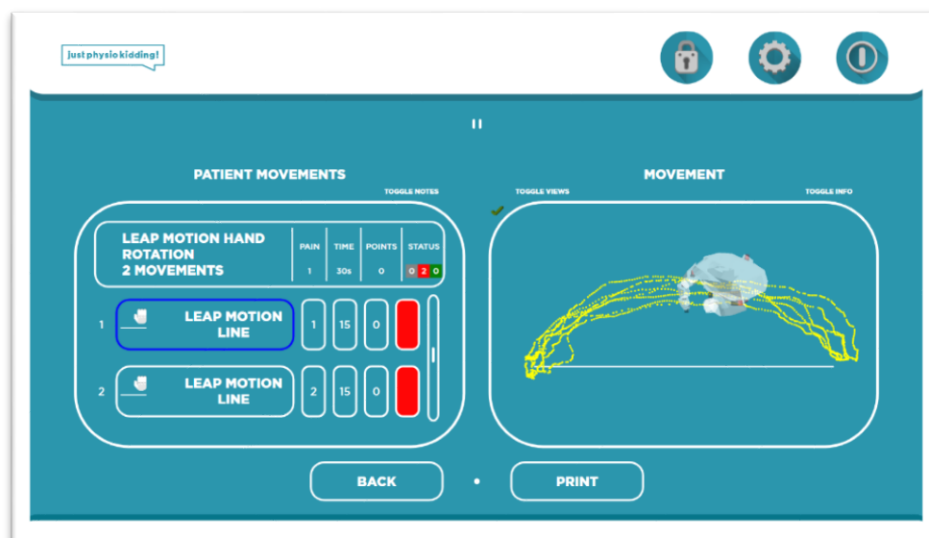 just physio kidding!
PATIENT MOVEMENTS
TOGGLE NOTES
LEAP MOTION HAND
ROTATION
2 MOVEMENTS
PAIN TIME POINTS STATUS
1 30s 0 0 2 0
1 LEAP MOTION
LINE 1 15 0
2 LEAP MOTION
LINE 2 15 0
MOVEMENT
TOGGLE VIEWS TOGGLE INFO
BACK PRINT